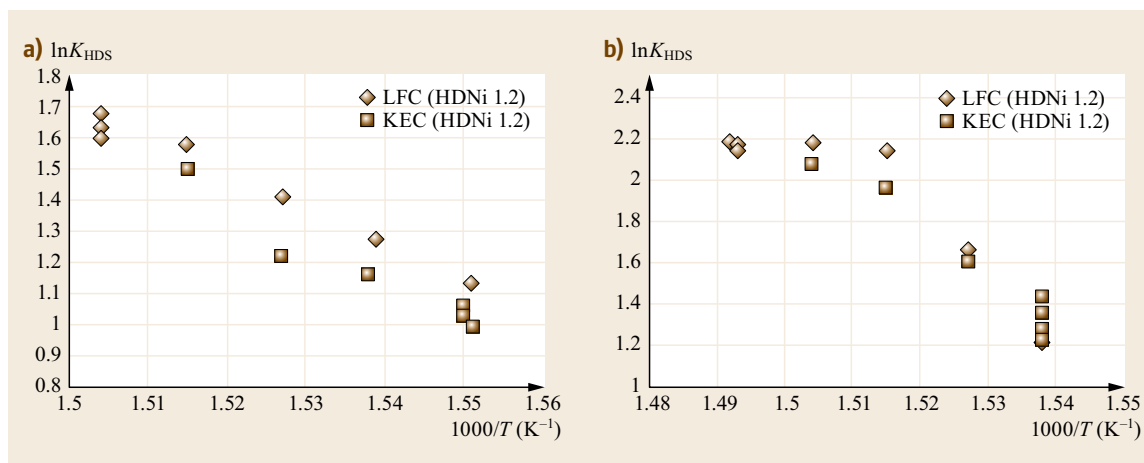 a) lnK_HDS
1.8
1.7
1.6
1.5
1.4
1.3
1.2
1.1
1
0.9
0.8
LFC (HDNi 1.2)
KEC (HDNi 1.2)
1.5 1.51 1.52 1.53 1.54 1.55 1.56
1000/T (K⁻¹)
b) lnK_HDS
2.4
2.2
2
1.8
1.6
1.4
1.2
1
LFC (HDNi 1.2)
KEC (HDNi 1.2)
1.48 1.49 1.5 1.51 1.52 1.53 1.54 1.55
1000/T (K⁻¹)